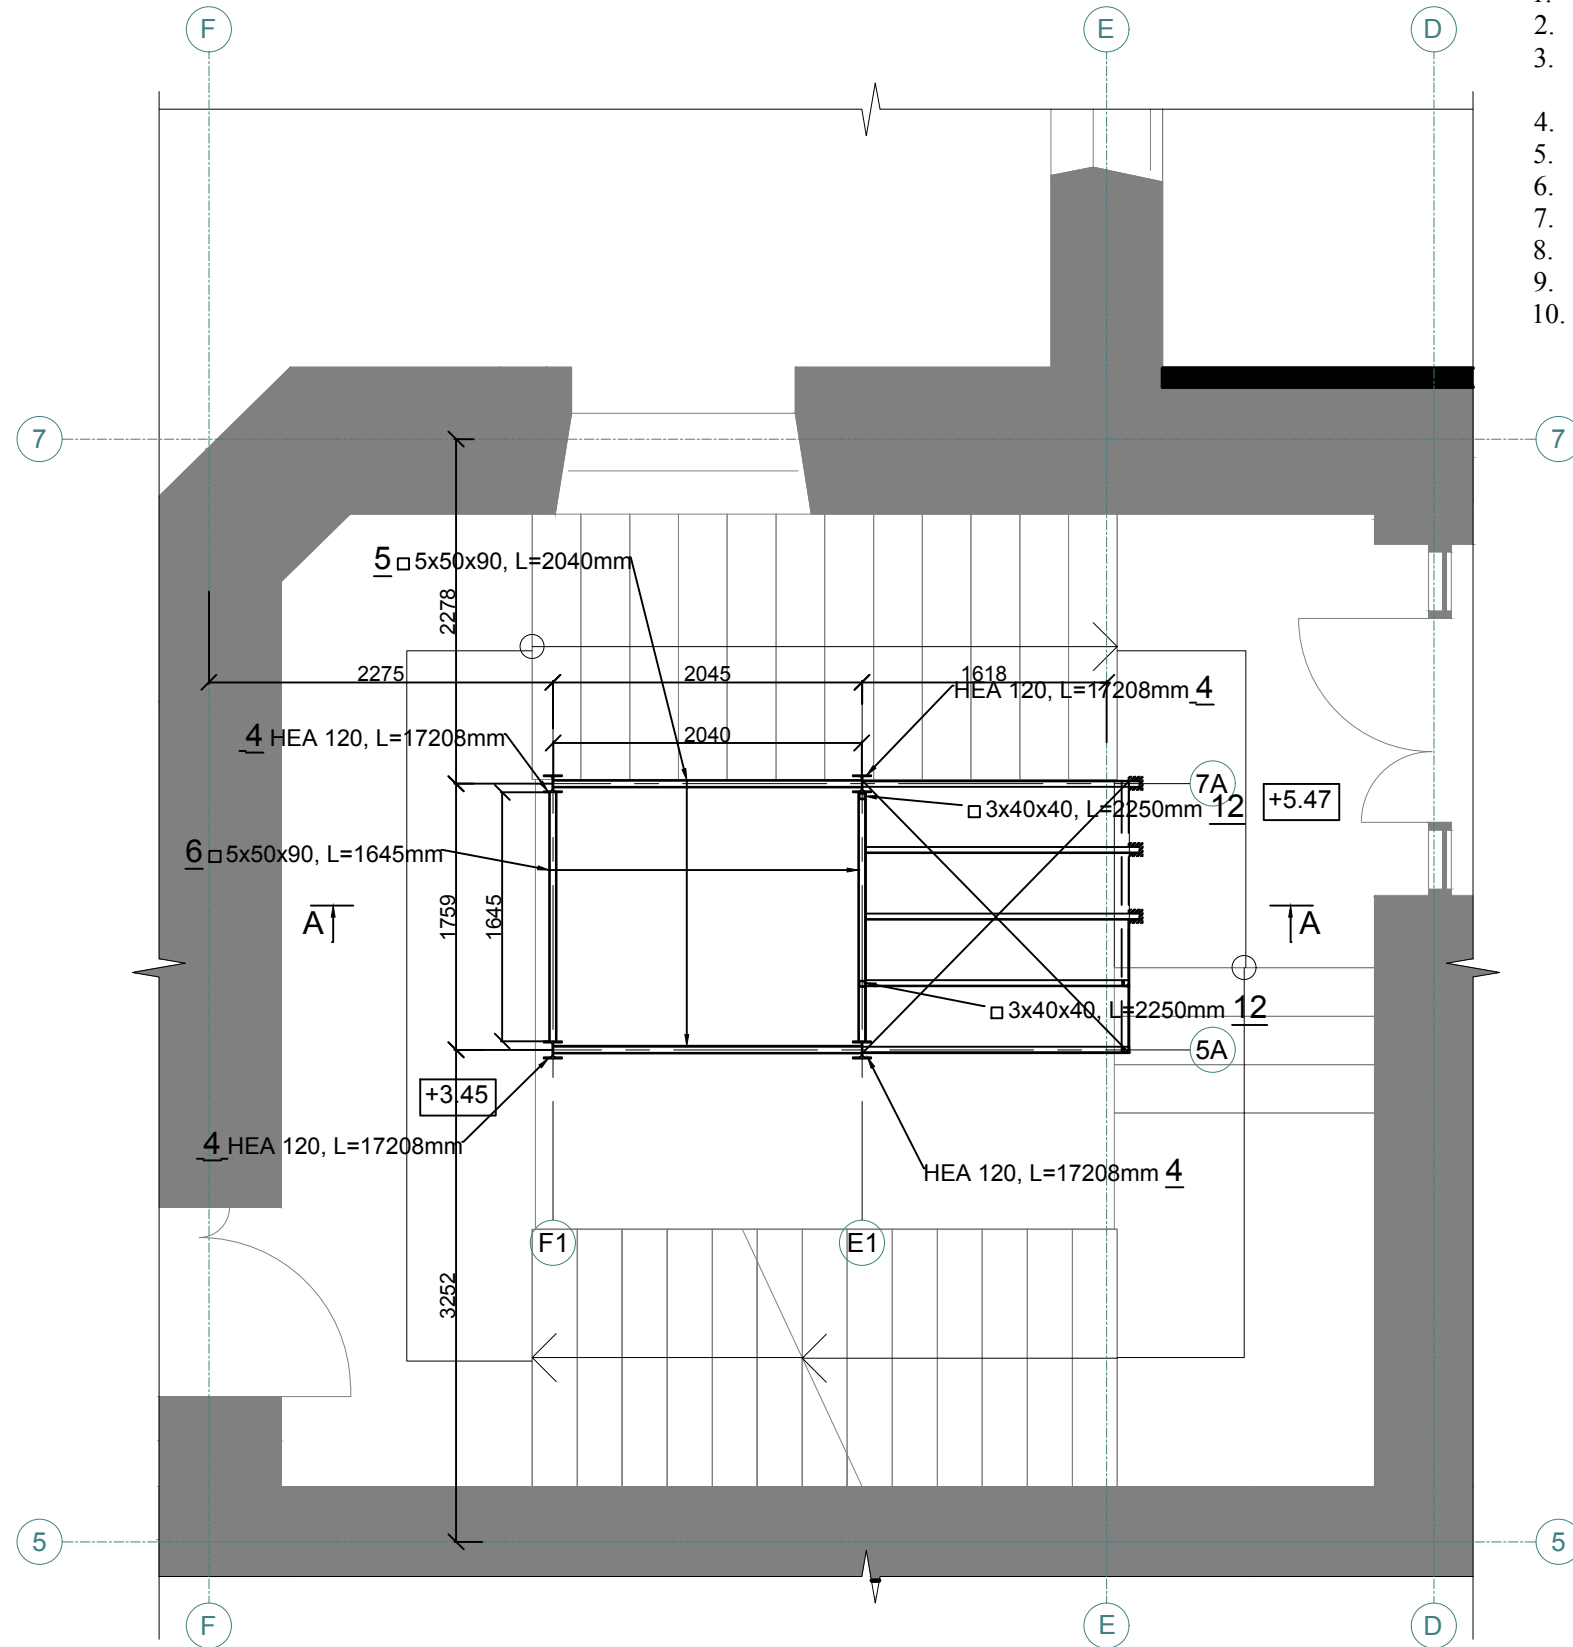 F
E
D
2.
3.
4.
5.
6.
7.
8.
9.
10.
7
7
5 □ 5x50x90, L=2040mm
2278
2275
2045
1618
HEA 120, L=17208mm 4
4 HEA 120, L=17208mm
2040
7A
□ 3x40x40, L=2250mm 12
+5.47
6 □ 5x50x90, L=1645mm
1759
1645
A
A
□ 3x40x40, L=2250mm 12
5A
+3.45
4 HEA 120, L=17208mm
HEA 120, L=17208mm 4
F1
E1
3252
5
5
F
E
D